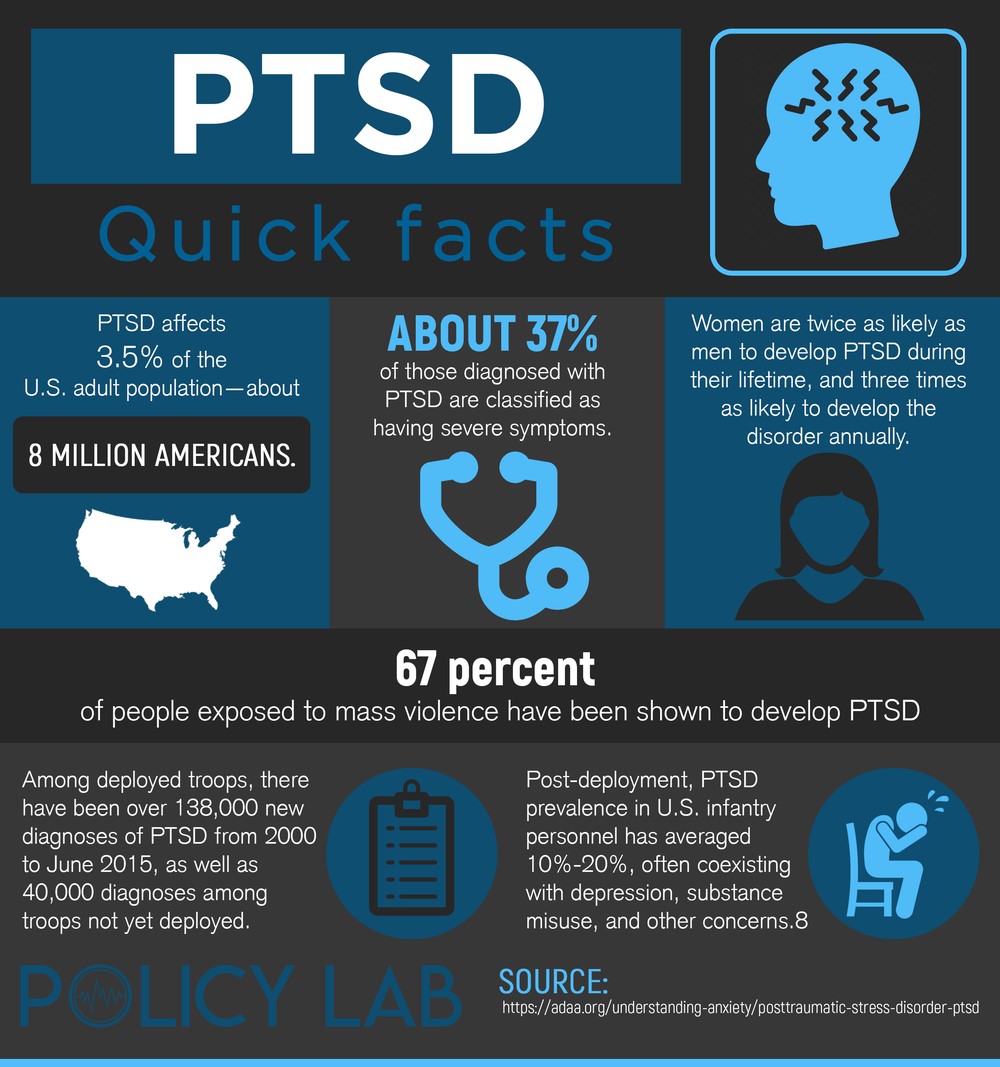 PTSD
Quick facts
PTSD affects
3.5% of the
U.S. adult population—about
8 MILLION AMERICANS.
ABOUT 37%
of those diagnosed with
PTSD are classified as
having severe symptoms.
Women are twice as likely as
men to develop PTSD during
their lifetime, and three times
as likely to develop the
disorder annually.
67 percent
of people exposed to mass violence have been shown to develop PTSD
Among deployed troops, there
have been over 138,000 new
diagnoses of PTSD from 2000
to June 2015, as well as
40,000 diagnoses among
troops not yet deployed.
Post-deployment, PTSD
prevalence in U.S. infantry
personnel has averaged
10%-20%, often coexisting
with depression, substance
misuse, and other concerns.8
POLICY LAB
SOURCE:
https://adaa.org/understanding-anxiety/posttraumatic-stress-disorder-ptsd